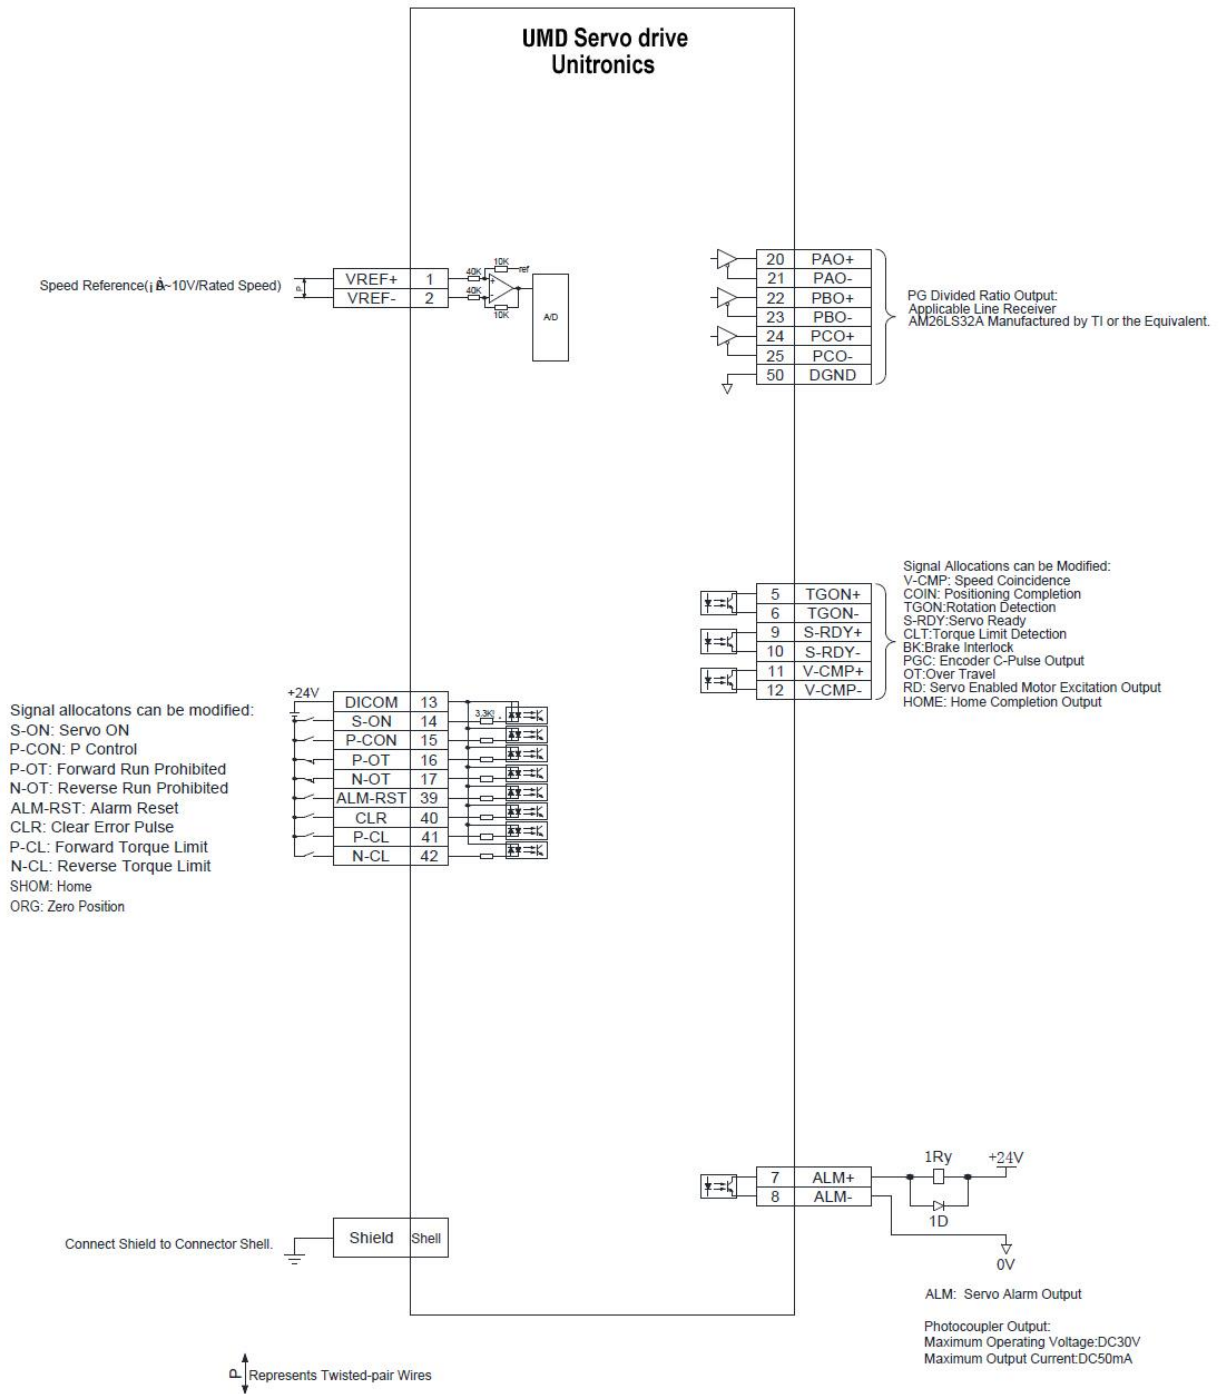 UMD Servo drive
Unitronics
Speed Reference(¡À~10V/Rated Speed)
P
VREF+ 1
VREF- 2
40K
40K
10K
ref
10K
+
-
A/D
20 PAO+
21 PAO-
22 PBO+
23 PBO-
24 PCO+
25 PCO-
50 DGND
PG Divided Ratio Output:
Applicable Line Receiver
AM26LS32A Manufactured by TI or the Equivalent.
5 TGON+
6 TGON-
9 S-RDY+
10 S-RDY-
11 V-CMP+
12 V-CMP-
Signal Allocations can be Modified:
V-CMP: Speed Coincidence
COIN: Positioning Completion
TGON:Rotation Detection
S-RDY:Servo Ready
CLT:Torque Limit Detection
BK:Brake Interlock
PGC: Encoder C-Pulse Output
OT:Over Travel
RD: Servo Enabled Motor Excitation Output
HOME: Home Completion Output
Signal allocatons can be modified:
S-ON: Servo ON
P-CON: P Control
P-OT: Forward Run Prohibited
N-OT: Reverse Run Prohibited
ALM-RST: Alarm Reset
CLR: Clear Error Pulse
P-CL: Forward Torque Limit
N-CL: Reverse Torque Limit
SHOM: Home
ORG: Zero Position
+24V
DICOM 13
S-ON 14
P-CON 15
P-OT 16
N-OT 17
ALM-RST 39
CLR 40
P-CL 41
N-CL 42
7 ALM+
8 ALM-
1Ry
+24V
1D
0V
ALM: Servo Alarm Output
Photocoupler Output:
Maximum Operating Voltage:DC30V
Maximum Output Current:DC50mA
Connect Shield to Connector Shell.
Shield Shell
P Represents Twisted-pair Wires